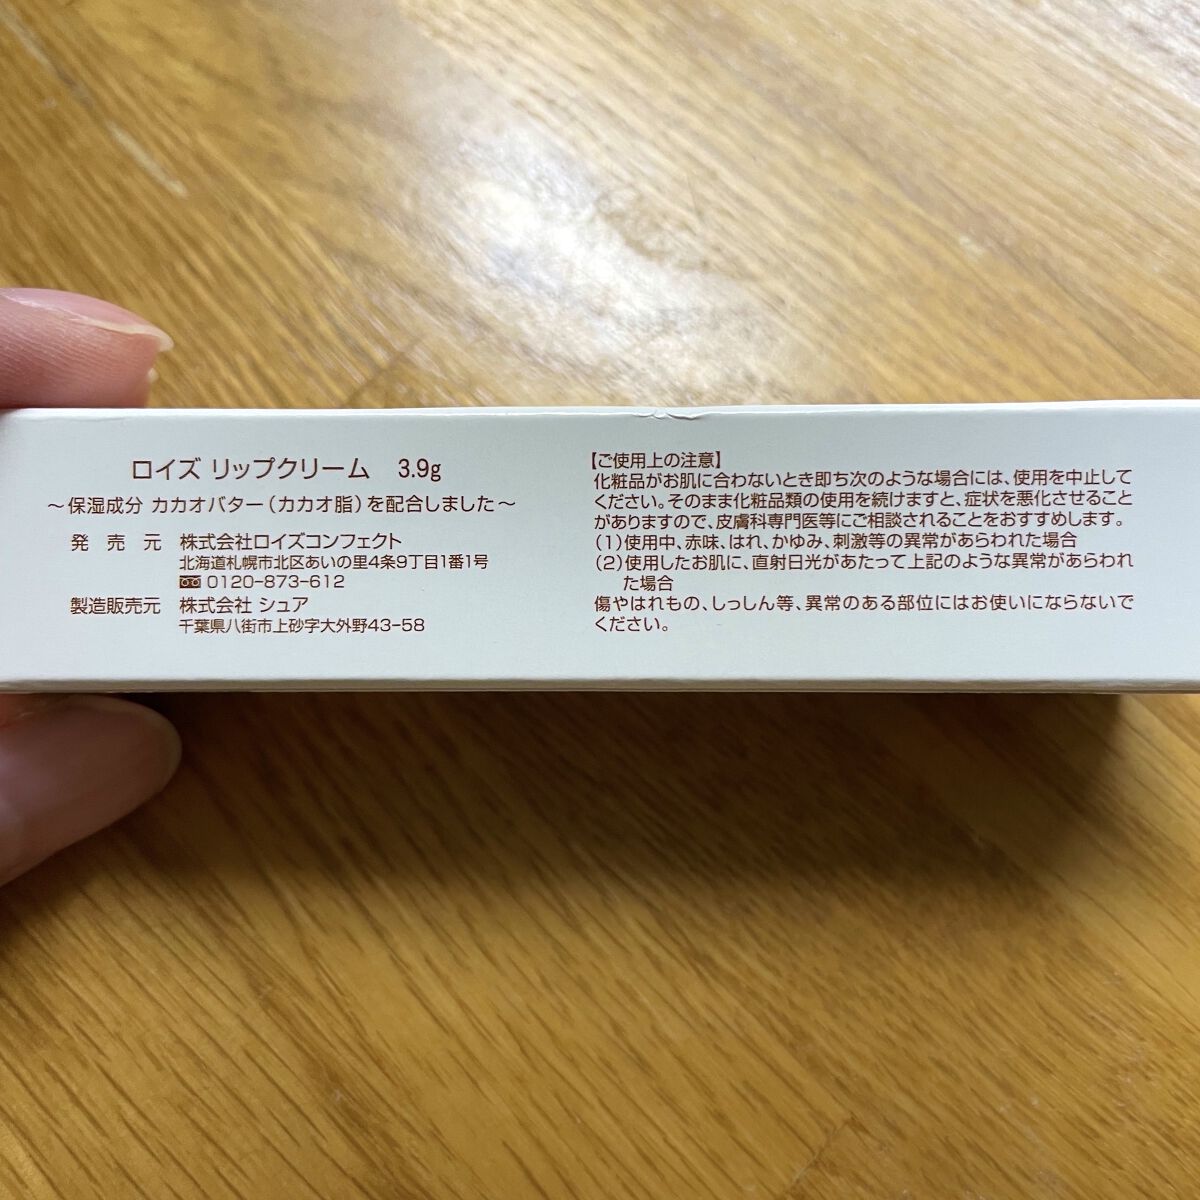 ロイズ リップクリーム 3.9g
～保湿成分 カカオバター(カカオ脂)を配合しました～
発売元 株式会社ロイズコンフェクト
北海道札幌市北区あいの里4条9丁目1番1号
0120-873-612
製造販売元 株式会社 シュア
千葉県八街市上砂字大外野43-58
【ご使用上の注意】
化粧品がお肌に合わないとき即ち次のような場合には、使用を中止して
ください。そのまま化粧品類の使用を続けますと、症状を悪化させること
がありますので、皮膚科専門医等にご相談されることをおすすめします。
(1)使用中、赤味、はれ、かゆみ、刺激等の異常があらわれた場合
(2)使用したお肌に、直射日光があたって上記のような異常があらわれ
た場合
傷やはれもの、しっしん等、異常のある部位にはお使いにならないで
ください。